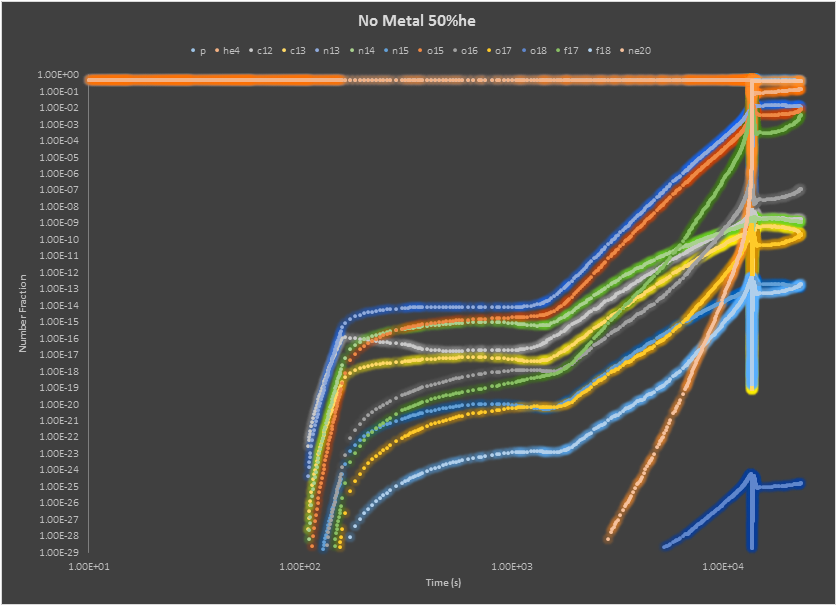 No Metal 50%he
p he4 c12 c13 n13 n14 n15 o15 o16 o17 o18 f17 f18 ne20
1.00E+00
1.00E-01
1.00E-02
1.00E-03
1.00E-04
1.00E-05
1.00E-06
1.00E-07
1.00E-08
1.00E-09
1.00E-10
1.00E-11
1.00E-12
1.00E-13
1.00E-14
1.00E-15
1.00E-16
1.00E-17
1.00E-18
1.00E-19
1.00E-20
1.00E-21
1.00E-22
1.00E-23
1.00E-24
1.00E-25
1.00E-26
1.00E-27
1.00E-28
1.00E-29
Number Fraction
1.00E+01 1.00E+02 1.00E+03 1.00E+04
Time (s)